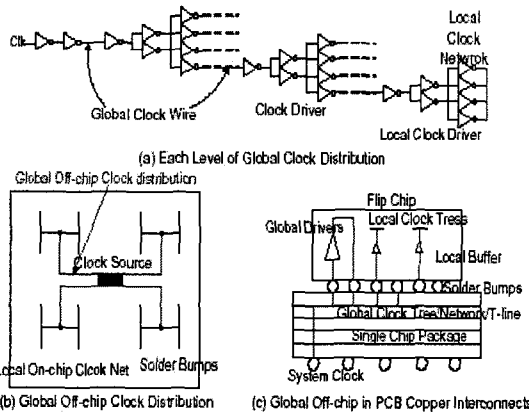 Local
Clock
Netwrok
Clk
Global Clock Wire
Clock Driver
Local Clock Driver
(a) Each Level of Global Clock Distribution
Global Off-chip Clock distribution
Clock Source
Local On-chip Clcok Net
Solder Bumps
(b) Global Off-chip Clock Distribution
Flip Chip
Global Drivers
Local Clock Tress
Local Buffer
Solder Bumps
Global Clock Tree/Network/T-line
Single Chip Package
System Clock
(c) Global Off-chip in PCB Copper Interconnects